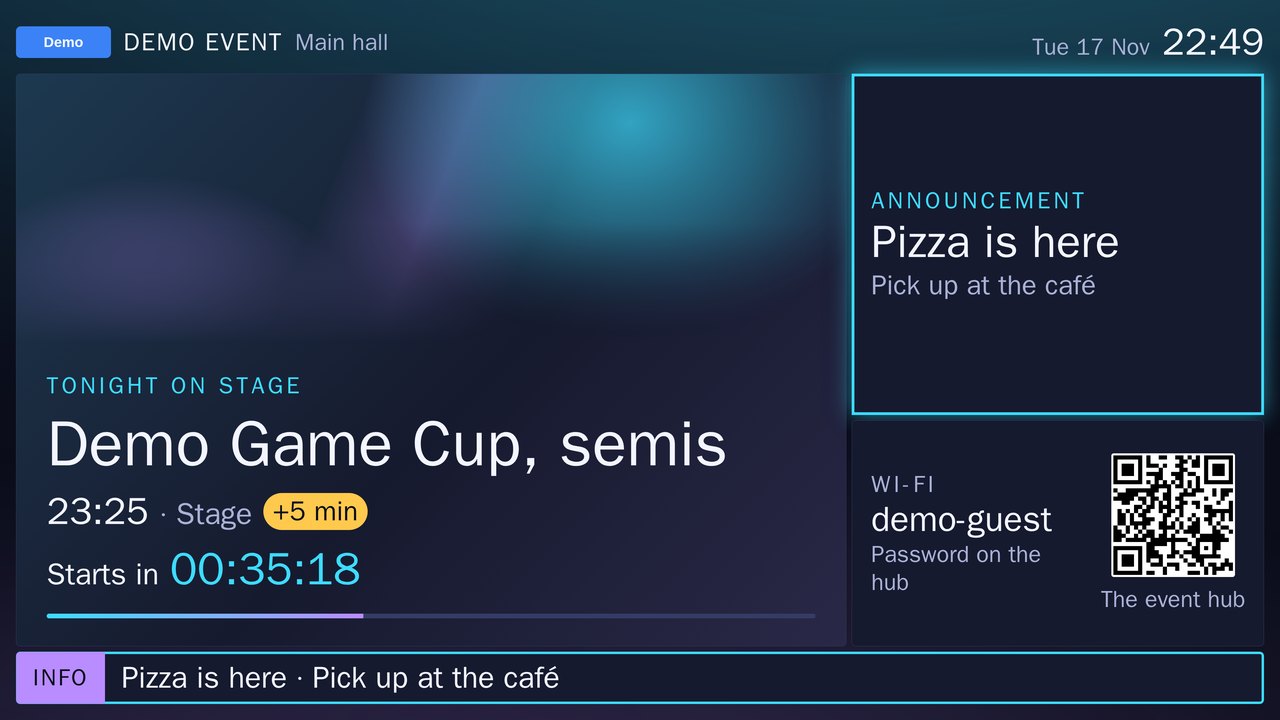 Demo
DEMO EVENT Main hall
Tue 17 Nov 22:49
TONIGHT ON STAGE
Demo Game Cup, semis
23:25 · Stage +5 min
Starts in 00:35:18
ANNOUNCEMENT
Pizza is here
Pick up at the café
WI-FI
demo-guest
Password on the
hub
The event hub
INFO Pizza is here · Pick up at the café